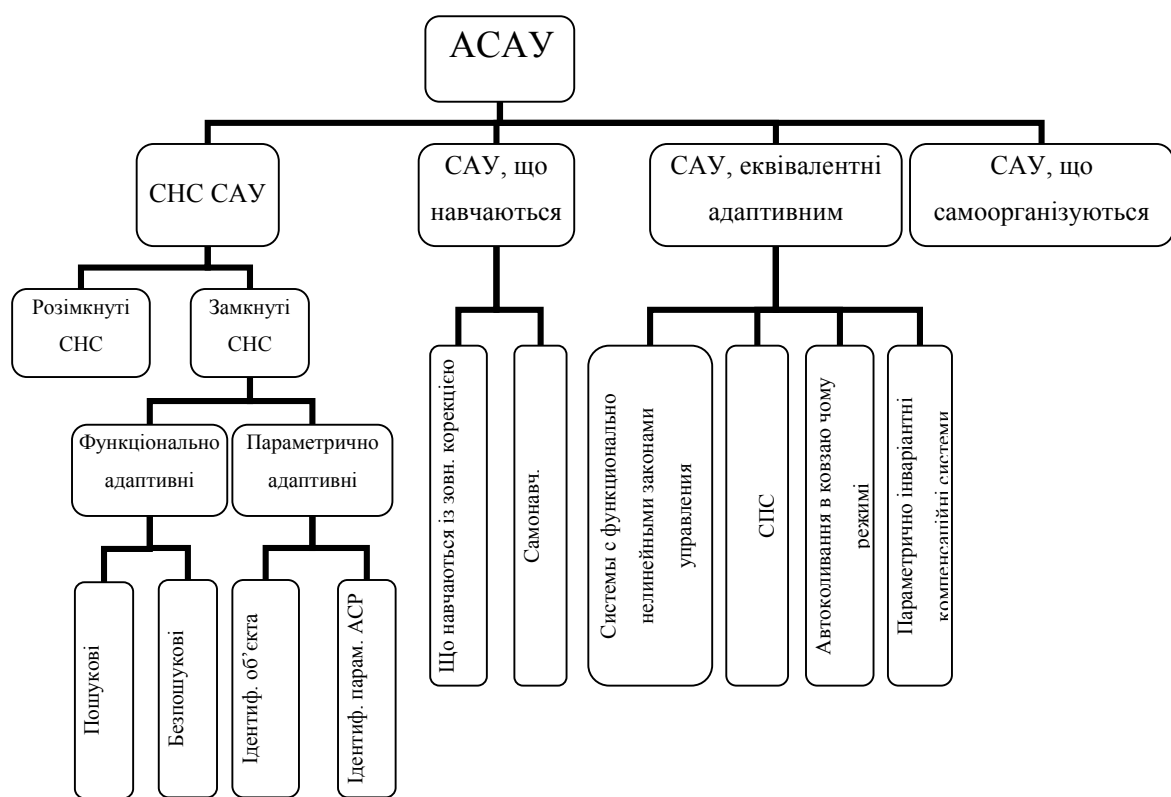 АСАУ
СНС САУ
САУ, що
навчаються
САУ, еквівалентні
адаптивним
САУ, що
самоорганізуються
Розімкнуті
СНС
Замкнуті
СНС
Функціонально
адаптивні
Параметрично
адаптивні
Пошукові
Безпошукові
Ідентиф. об’єкта
Ідентиф. парам. АСР
Що навчаються із зовн. корекцією
Самонавч.
Системы с функционально
нелинейными законами
управления
СПС
Автоколивання в ковзаю чому
режимі
Параметрично інваріантні
компенсаційні системи